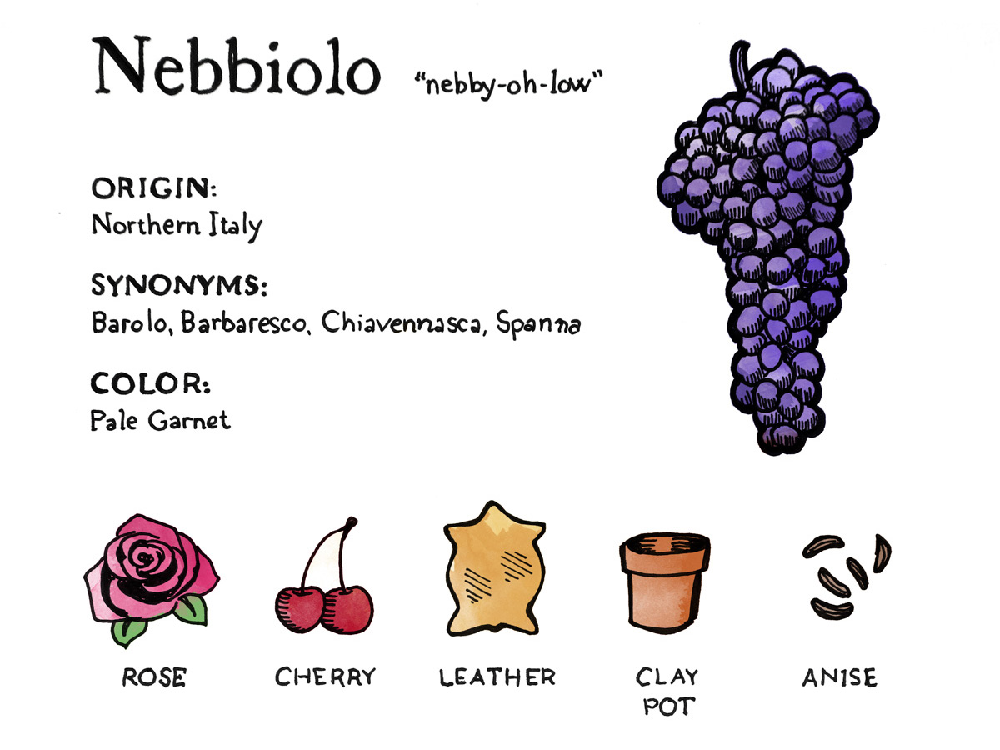 Nebbiolo "nebby-oh-low"
ORIGIN:
Northern Italy
SYNONYMS:
Barolo, Barbaresco, Chiavennasca, Spanna
COLOR:
Pale Garnet
ROSE
CHERRY
LEATHER
CLAY
POT
ANISE